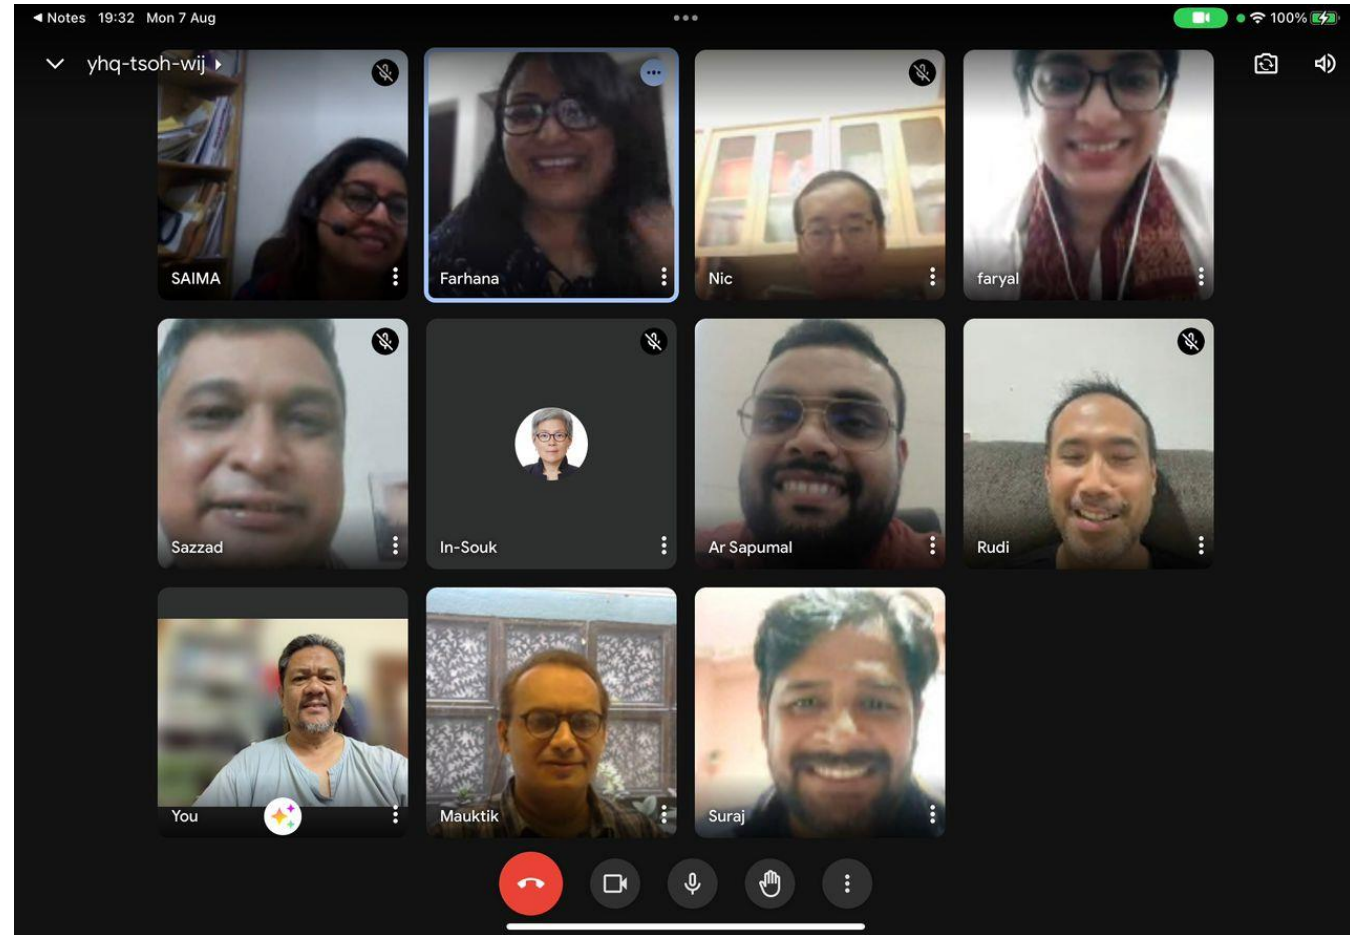 Notes 19:32 Mon 7 Aug
100%
yhq-tsoh-wij
SAIMA
Farhana
Nic
faryal
Sazzad
In-Souk
Ar Sapumal
Rudi
You
Mauktik
Suraj